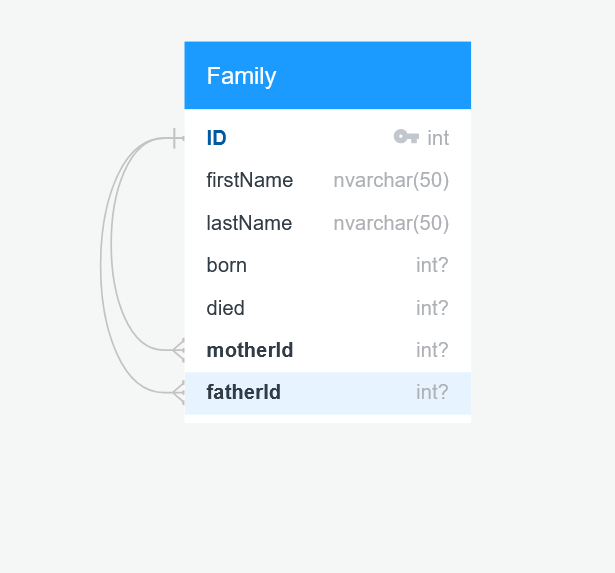 Family
ID int
firstName nvarchar(50)
lastName nvarchar(50)
born int?
died int?
motherId int?
fatherId int?